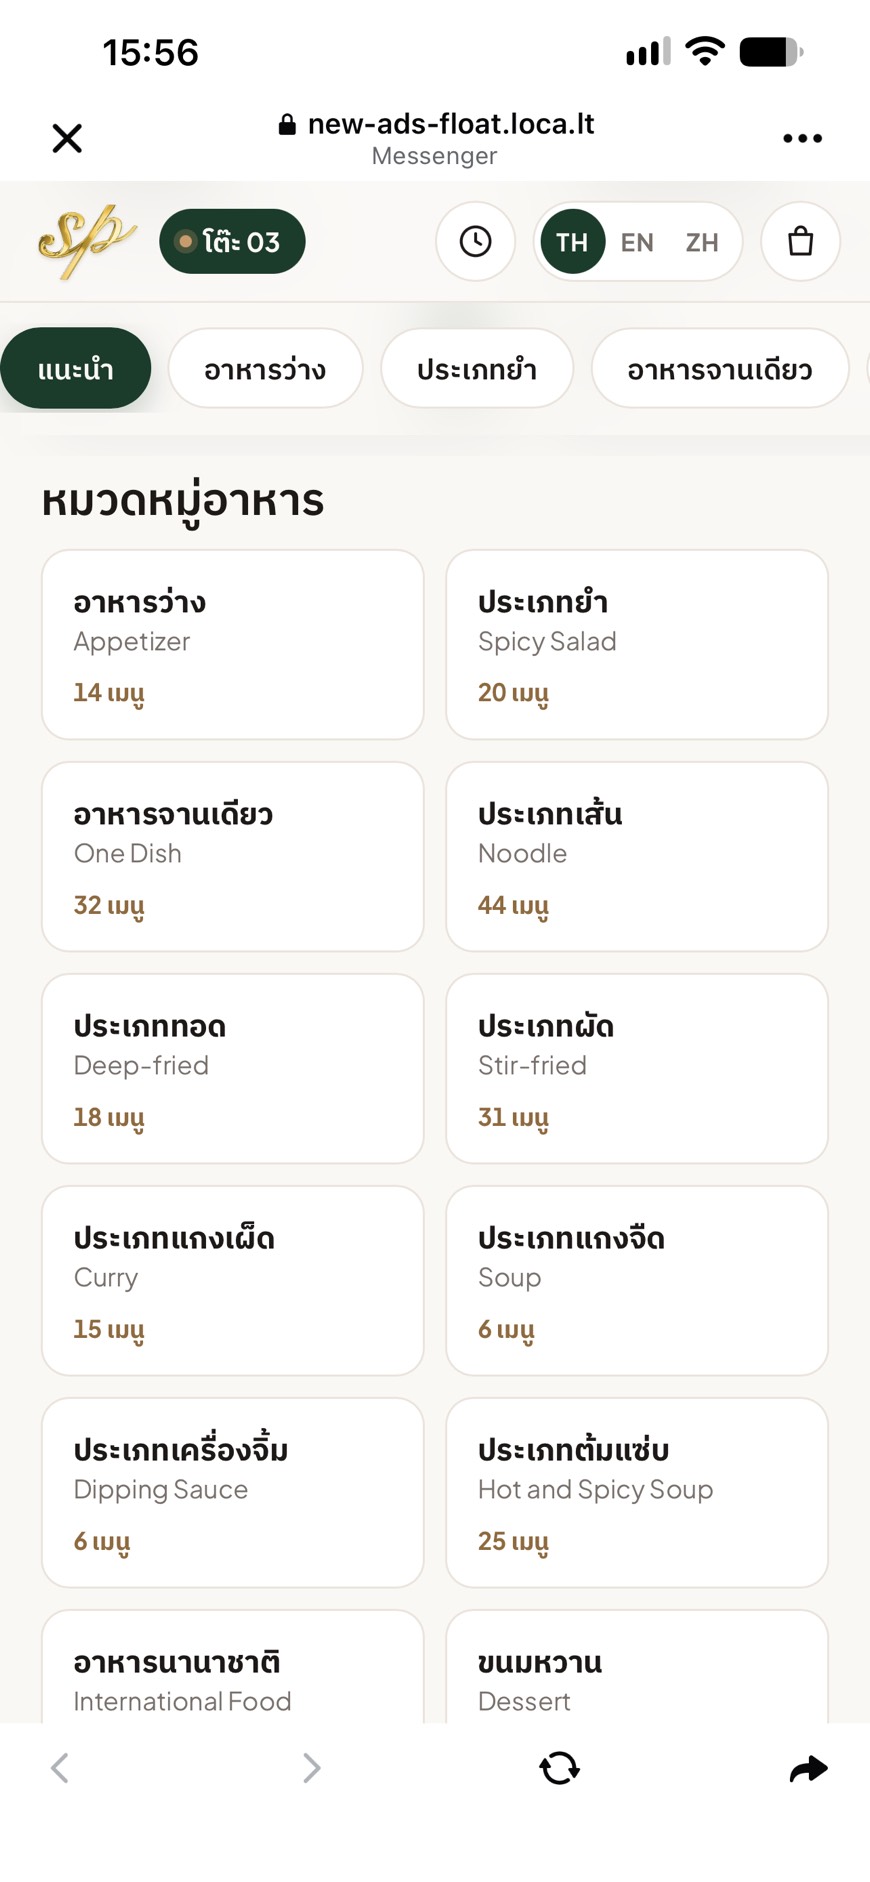 15:56
new-ads-float.loca.lt
Messenger
sp
โต๊ะ 03
TH EN ZH
แนะนำ
อาหารว่าง
ประเภทยำ
อาหารจานเดียว
หมวดหมู่อาหาร
อาหารว่าง
Appetizer
14 เมนู
ประเภทยำ
Spicy Salad
20 เมนู
อาหารจานเดียว
One Dish
32 เมนู
ประเภทเส้น
Noodle
44 เมนู
ประเภททอด
Deep-fried
18 เมนู
ประเภทผัด
Stir-fried
31 เมนู
ประเภทแกงเผ็ด
Curry
15 เมนู
ประเภทแกงจืด
Soup
6 เมนู
ประเภทเครื่องจิ้ม
Dipping Sauce
6 เมนู
ประเภทต้มแซ่บ
Hot and Spicy Soup
25 เมนู
อาหารนานาชาติ
International Food
ขนมหวาน
Dessert